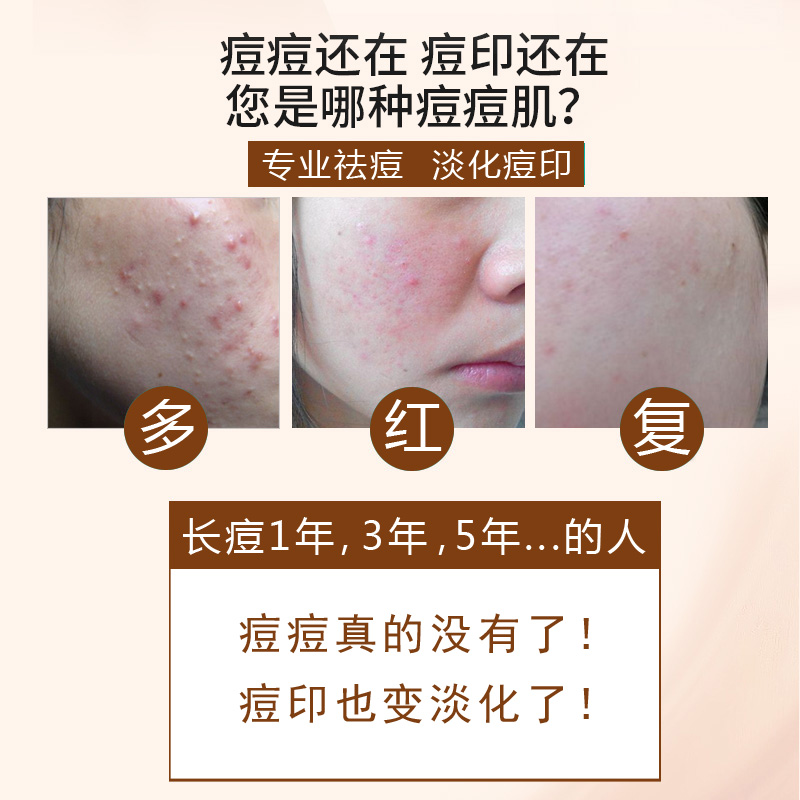 痘痘还在 痘印还在
您是哪种痘痘肌？
专业祛痘 淡化痘印
多 红 复
长痘1年, 3年, 5年...的人
痘痘真的没有了！
痘印也变淡化了！